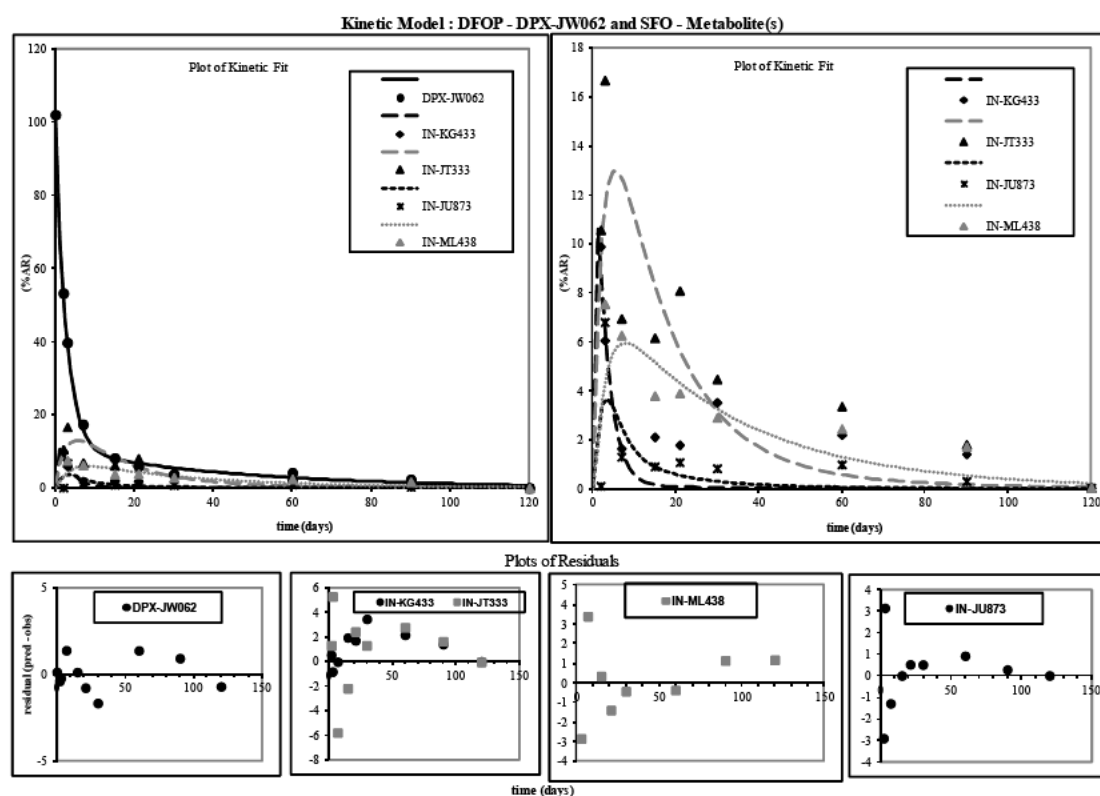 Kinetic Model : DFOP - DPX-JW062 and SFO - Metabolite(s)
120
100
80
60
40
20
0
(%AR)
Plot of Kinetic Fit
DPX-JW062
IN-KG433
IN-JT333
IN-JU873
IN-ML438
0 20 40 60 80 100 120
time (days)
18
16
14
12
10
8
6
4
2
0
(%AR)
Plot of Kinetic Fit
IN-KG433
IN-JT333
IN-JU873
IN-ML438
0 20 40 60 80 100 120
time (days)
Plots of Residuals
5
0
-5
residual (pred - obs)
DPX-JW062
50 100 150
6
4
2
0
-2
-4
-6
-8
IN-KG433 IN-JT333
0 50 100 150
5
4
3
2
1
0
-1
-2
-3
-4
IN-ML438
0 50 100 150
4
3
2
1
0
-1
-2
-3
-4
IN-JU873
0 50 100 150
time (days)